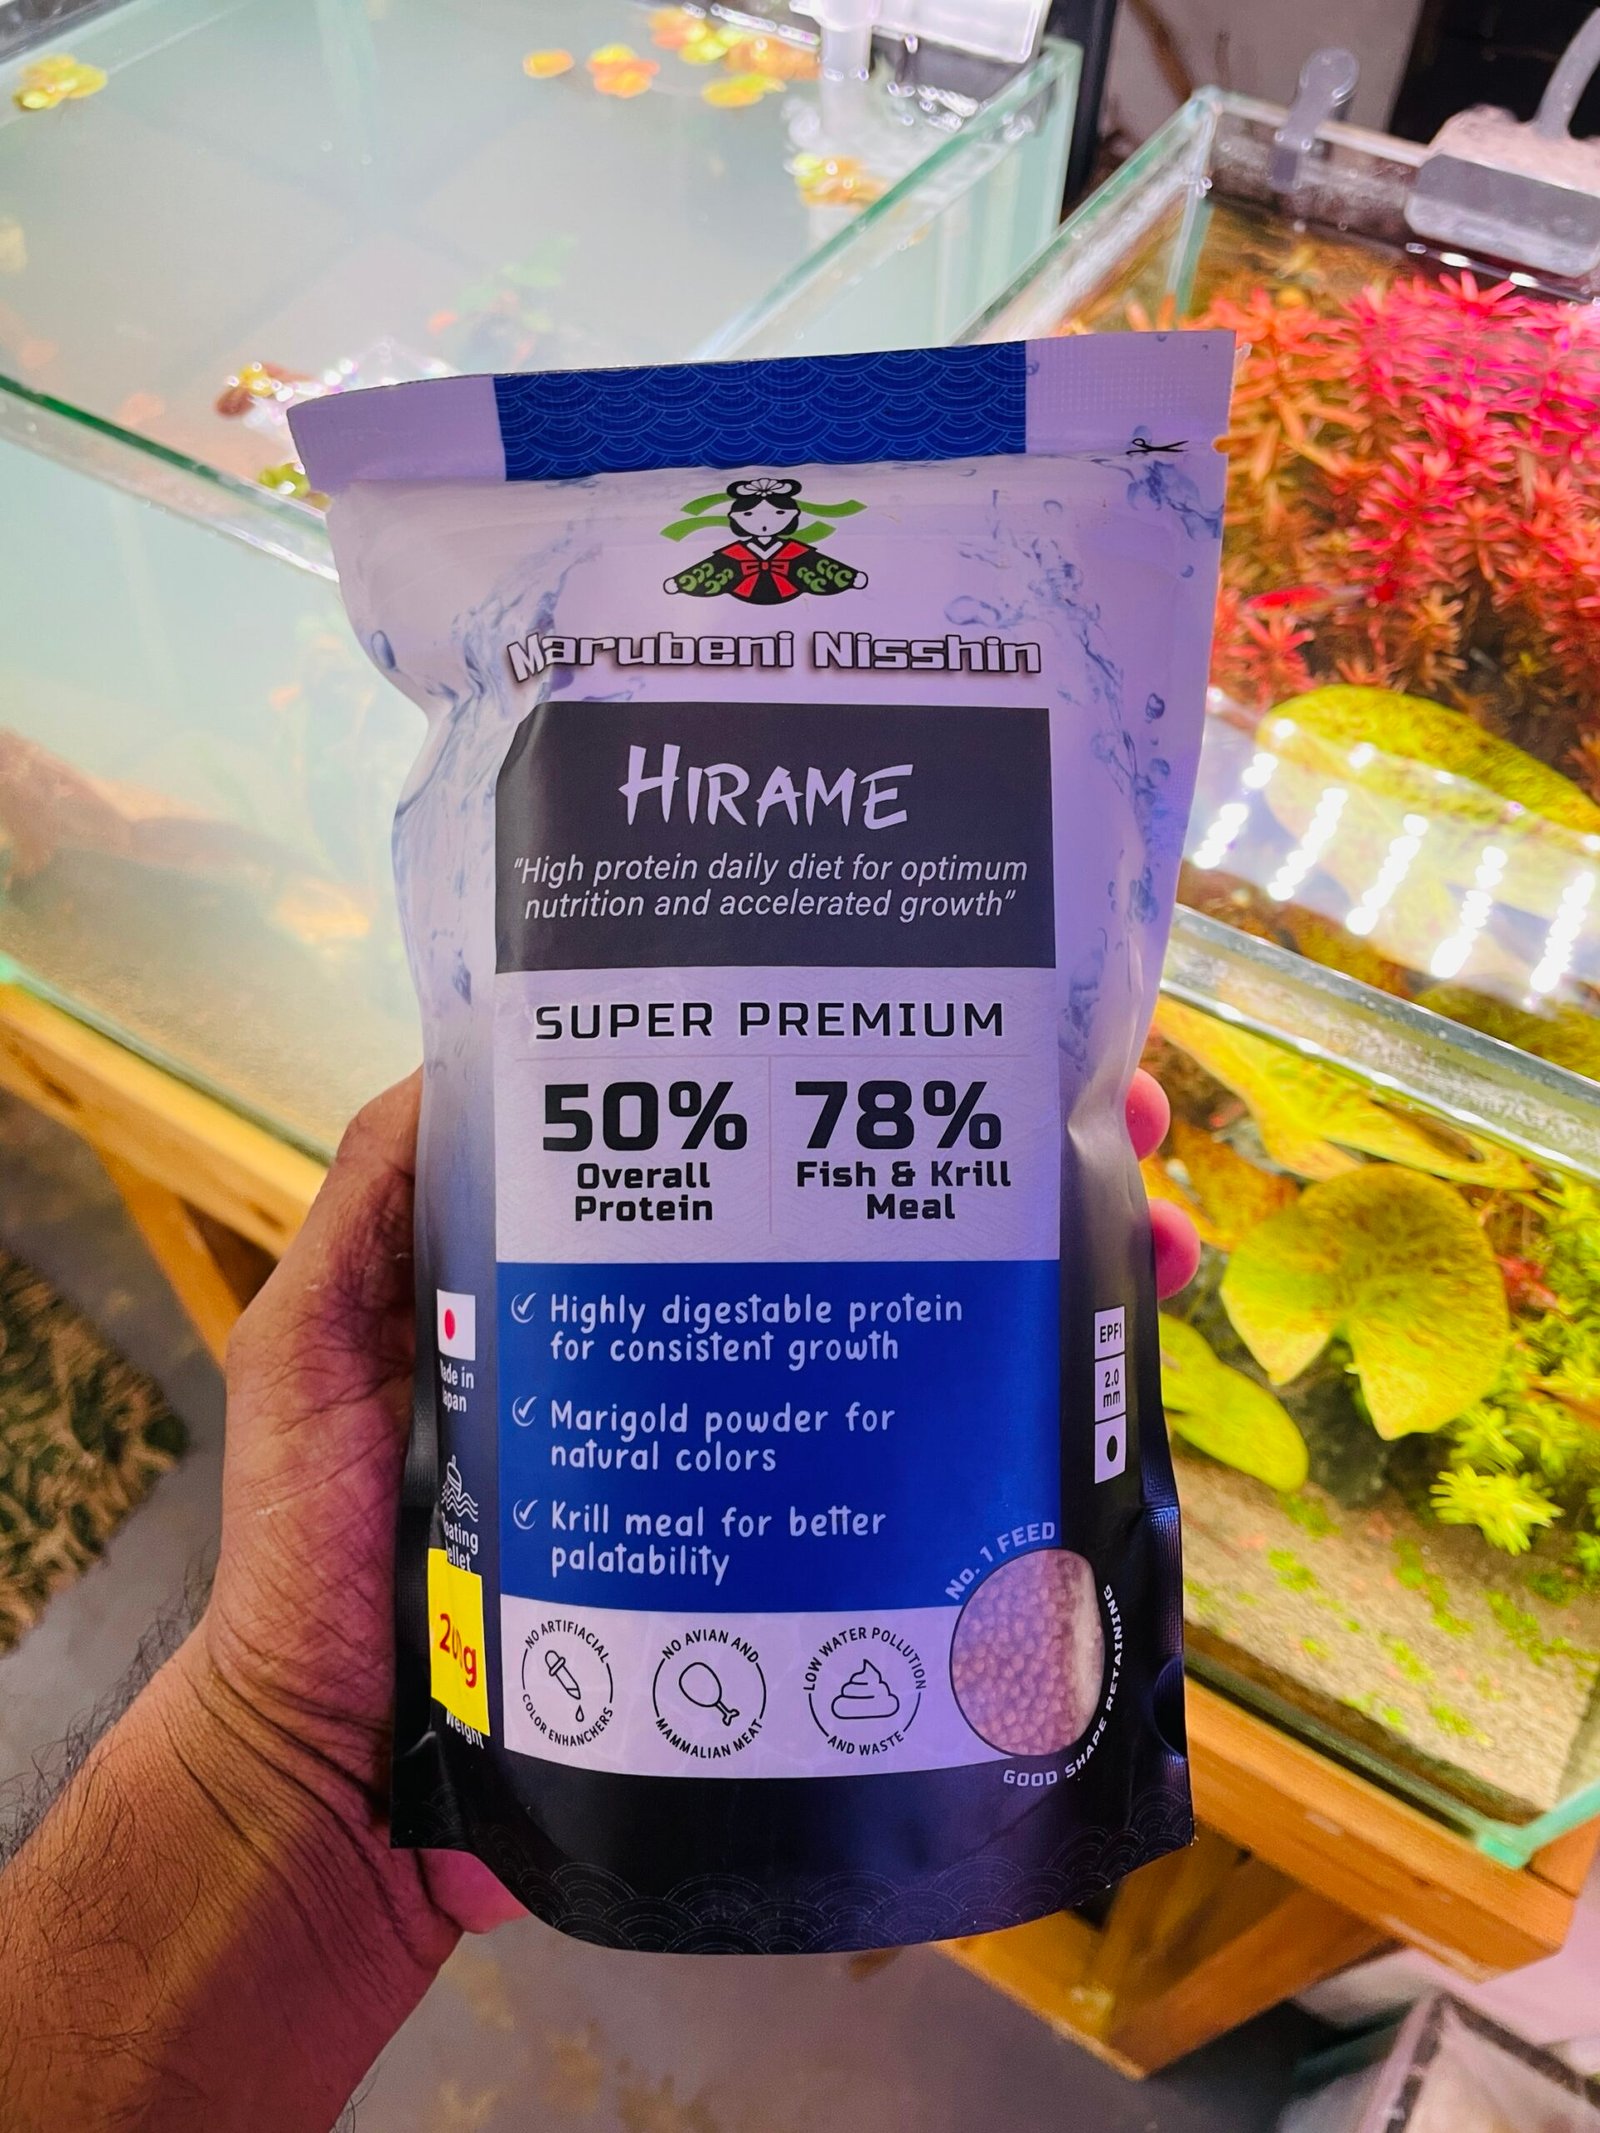 Marubeni Nisshin
HIRAME
"High protein daily diet for optimum
nutrition and accelerated growth"
SUPER PREMIUM
50%
Overall
Protein
78%
Fish & Krill
Meal
Highly digestable protein
for consistent growth
Marigold powder for
natural colors
Krill meal for better
palatability
NO ARTIFIACIAL
COLOR ENHANCHERS
NO AVIAN AND
MAMMALIAN MEAT
LOW WATER POLLUTION
AND WASTE
No. 1 FEED
GOOD SHAPE RETAINING
EPF1
2.0
mm
in
Weight